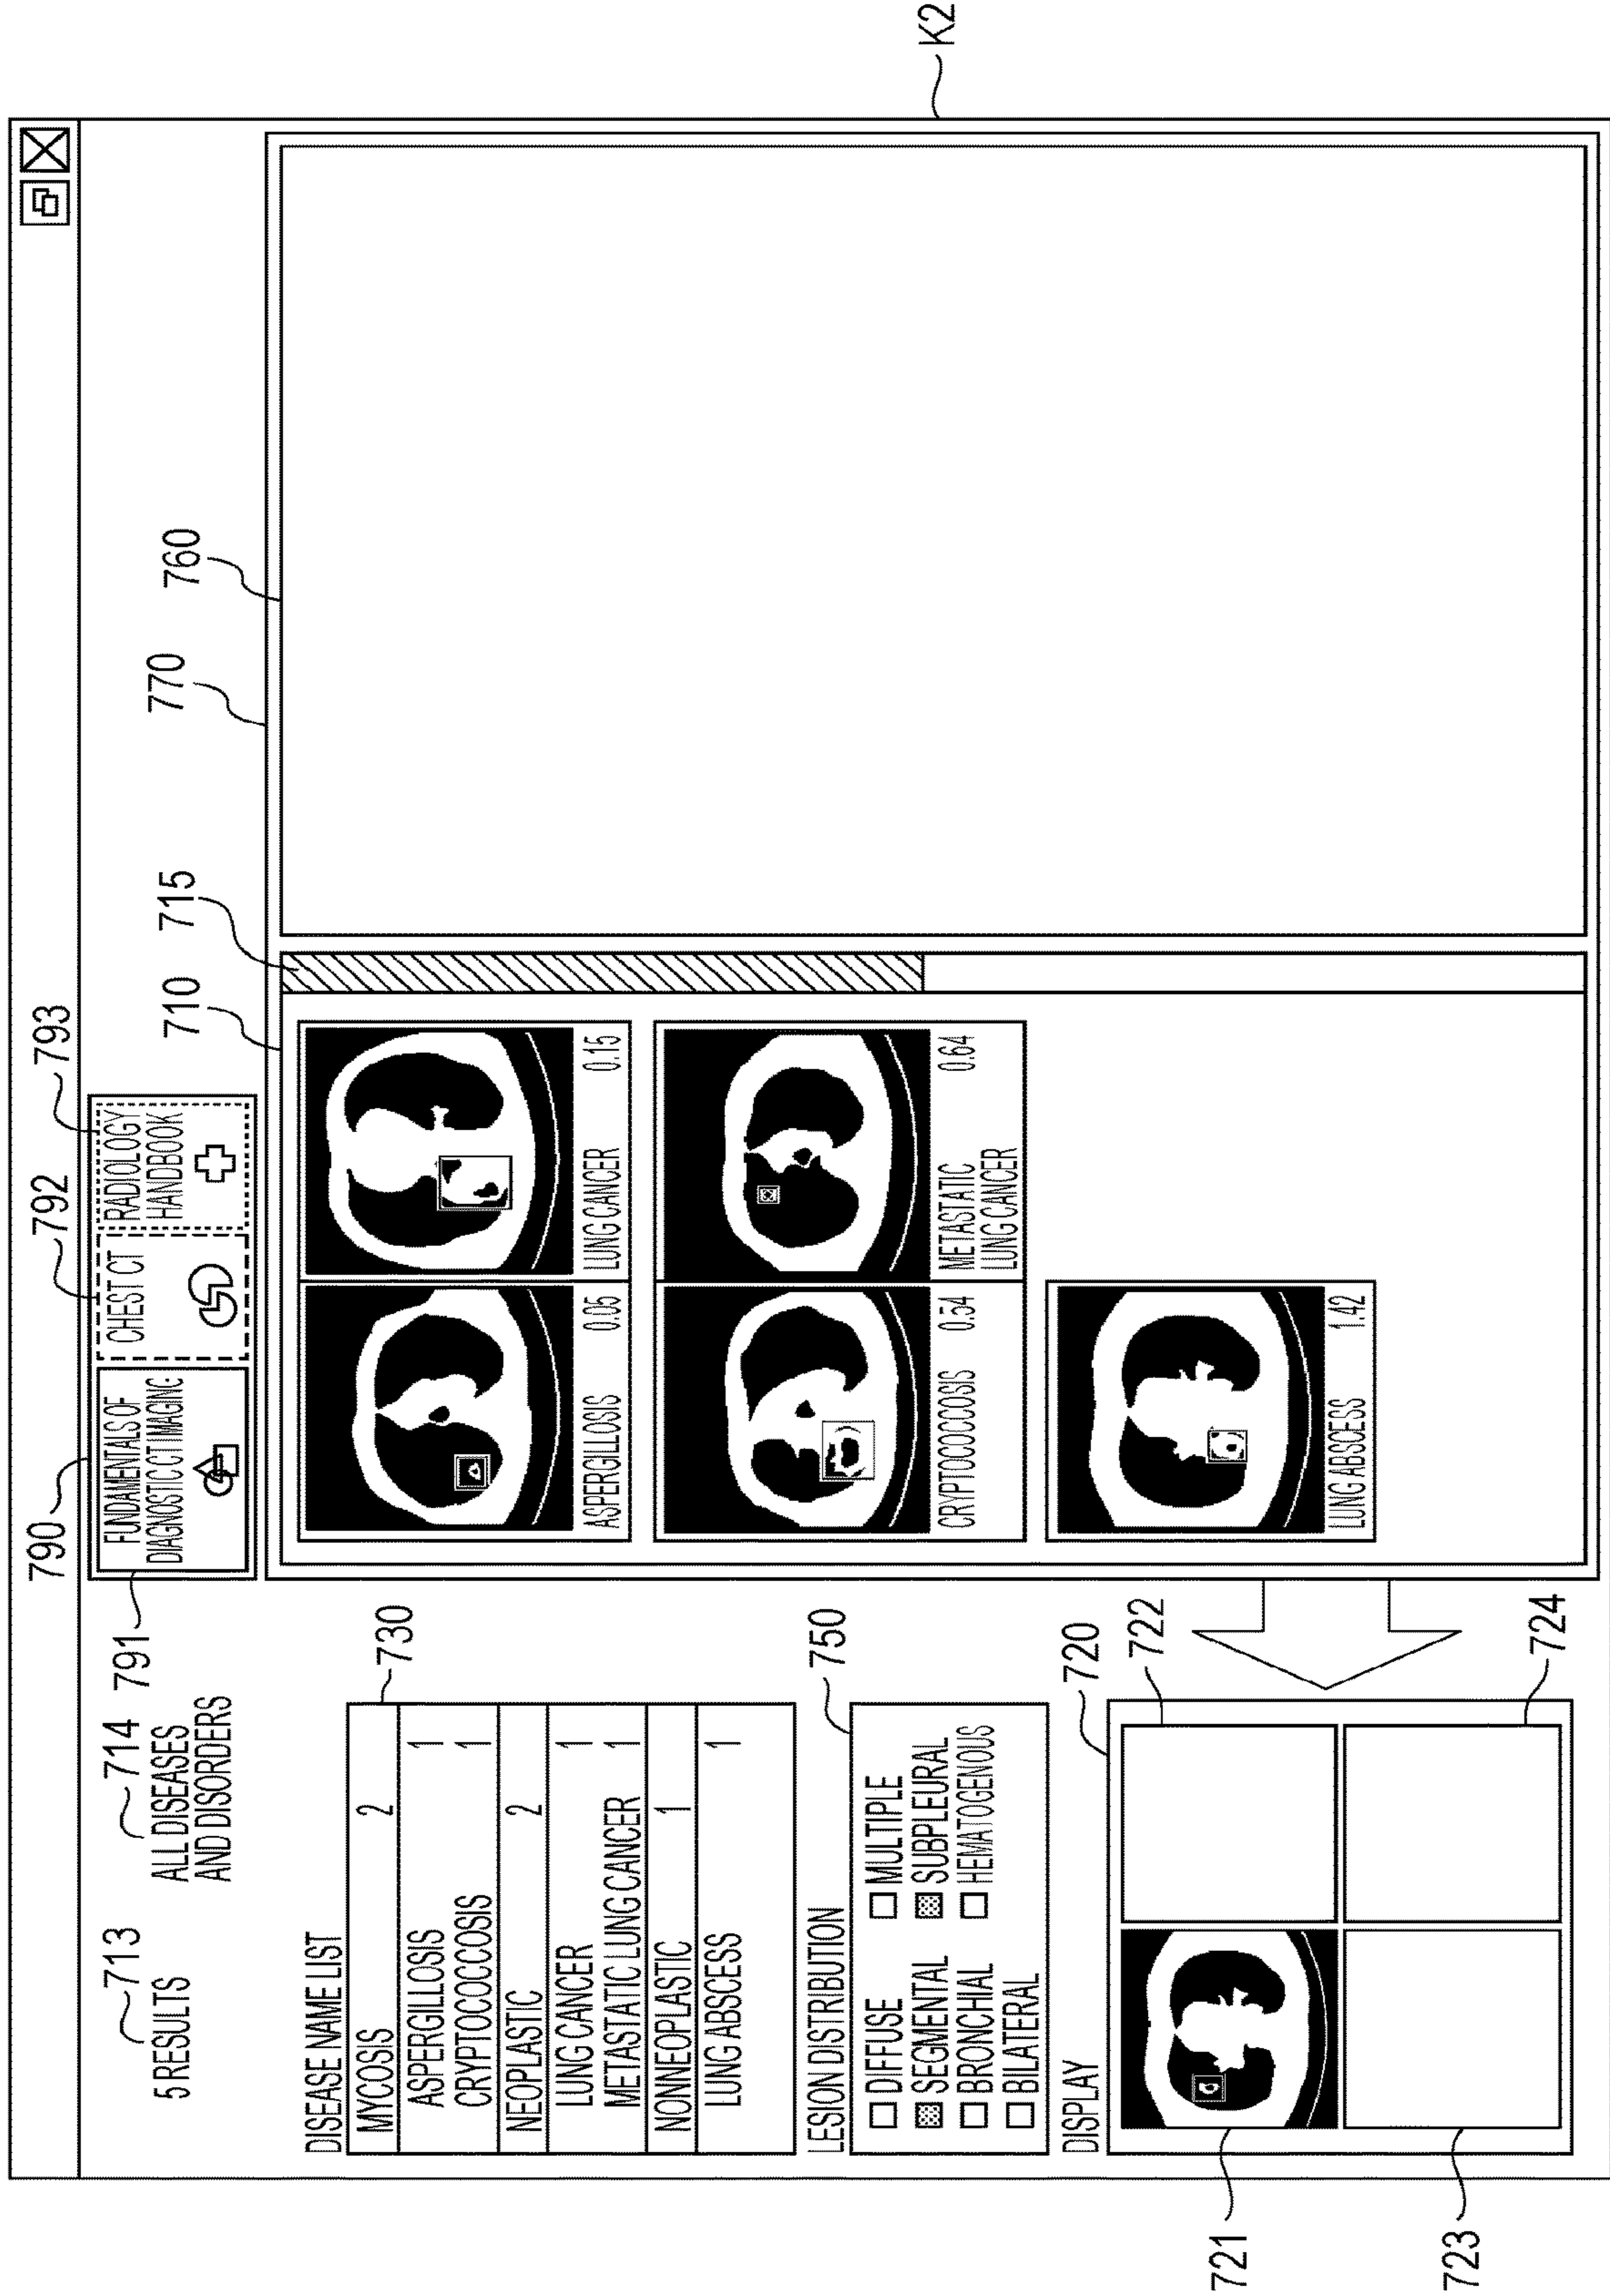 790
792
793
713
714
791
5 RESULTS
ALL DISEASES
AND DISORDERS
FUNDAMENTALS OF
DIAGNOSTIC CT IMAGING
CHEST CT
RADIOLOGY
HANDBOOK
710
715
770
760
K2
DISEASE NAME LIST
730
MYCOSIS 2
ASPERGILLOSIS 1
CRYPTOCOCCOSIS 1
NEOPLASTIC 2
LUNG CANCER 1
METASTATIC LUNG CANCER 1
NONNEOPLASTIC 1
LUNG ABSCESS 1
LESION DISTRIBUTION
750
DIFFUSE MULTIPLE
SEGMENTAL SUBPLEURAL
BRONCHIAL HEMATOGENOUS
BILATERAL
DISPLAY
720
722
724
721
723
ASPERGILLOSIS 0.05
LUNG CANCER 0.15
CRYPTOCOCCOSIS 0.54
METASTATIC
LUNG CANCER 0.64
LUNG ABSCESS 1.42